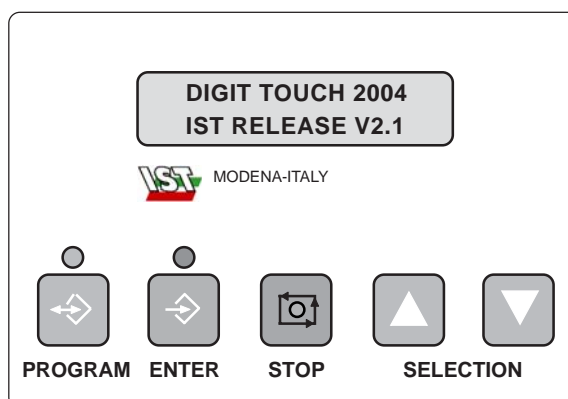 DIGIT TOUCH 2004
IST RELEASE V2.1
IST
MODENA-ITALY
PROGRAM ENTER STOP SELECTION